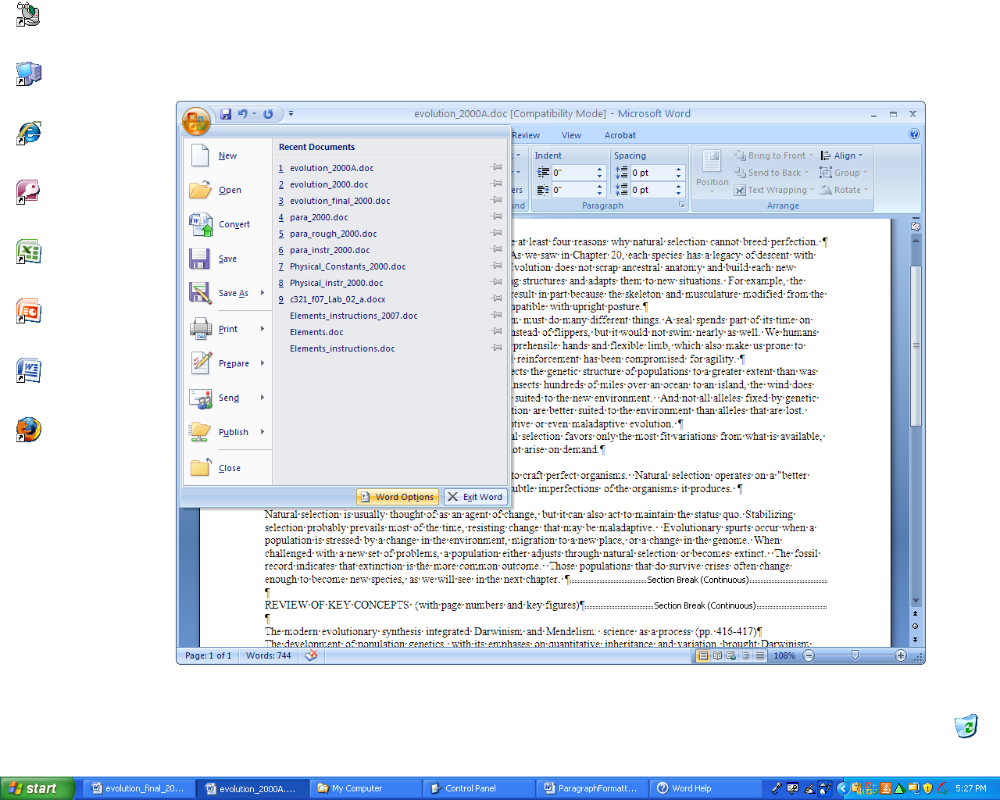 evolution_2000A.doc [Compatibility Mode] - Microsoft Word
Review View Acrobat
New
Open
Convert
Save
Save As
Print
Prepare
Send
Publish
Close
Recent Documents
1 evolution_2000A.doc
2 evolution_2000.doc
3 evolution_final_2000.doc
4 para_2000.doc
5 para_rough_2000.doc
6 para_instr_2000.doc
7 Physical_Constants_2000.doc
8 Physical_instr_2000.doc
9 c321_f07_Lab_02_a.docx
Elements_instructions_2007.doc
Elements.doc
Elements_instructions.doc
Word Options Exit Word
Indent Spacing
0" 0 pt
0" 0 pt
Paragraph
Position
Bring to Front
Send to Back
Text Wrapping
Align
Group
Rotate
Arrange
at least four reasons why natural selection cannot breed perfection. ¶
As we saw in Chapter 20, each species has a legacy of descent with
volution does not scrap ancestral anatomy and build each new
g structures and adapts them to new situations. For example, the
result in part because the skeleton and musculature modified from the
patible with upright posture.¶
must do many different things. A seal spends part of its time on
nstead of flippers, but it would not swim nearly as well. We humans
prehensile hands and flexible limb, which also make us prone to
reinforcement has been compromised for agility. ¶
ects the genetic structure of populations to a greater extent than was
insects hundreds of miles over an ocean to an island, the wind does
suited to the new environment. And not all alleles fixed by genetic
tion are better suited to the environment than alleles that are lost.
ptive or even maladaptive evolution. ¶
al selection favors only the most fit variations from what is available,
not arise on demand.¶
to craft perfect organisms. Natural selection operates on a "better
subtle imperfections of the organisms it produces. ¶
Natural selection is usually thought of as an agent of change, but it can also act to maintain the status quo. Stabilizing
selection probably prevails most of the time, resisting change that may be maladaptive. Evolutionary spurts occur when a
population is stressed by a change in the environment, migration to a new place, or a change in the genome. When
challenged with a new set of problems, a population either adjusts through natural selection or becomes extinct. The fossil
record indicates that extinction is the more common outcome. Those populations that do survive crises often change
enough to become new species, as we will see in the next chapter. ¶ Section Break (Continuous)
¶
REVIEW OF KEY CONCEPTS (with page numbers and key figures)¶ Section Break (Continuous)
¶
The modern evolutionary synthesis integrated Darwinism and Mendelism: science as a process (pp. 416-417)¶
The development of population genetics, with its emphases on quantitative inheritance and variation, brought Darwinism
Page: 1 of 1 Words: 744 108%
start evolution_final_20... evolution_2000A.... My Computer Control Panel ParagraphFormatt... Word Help 5:27 PM